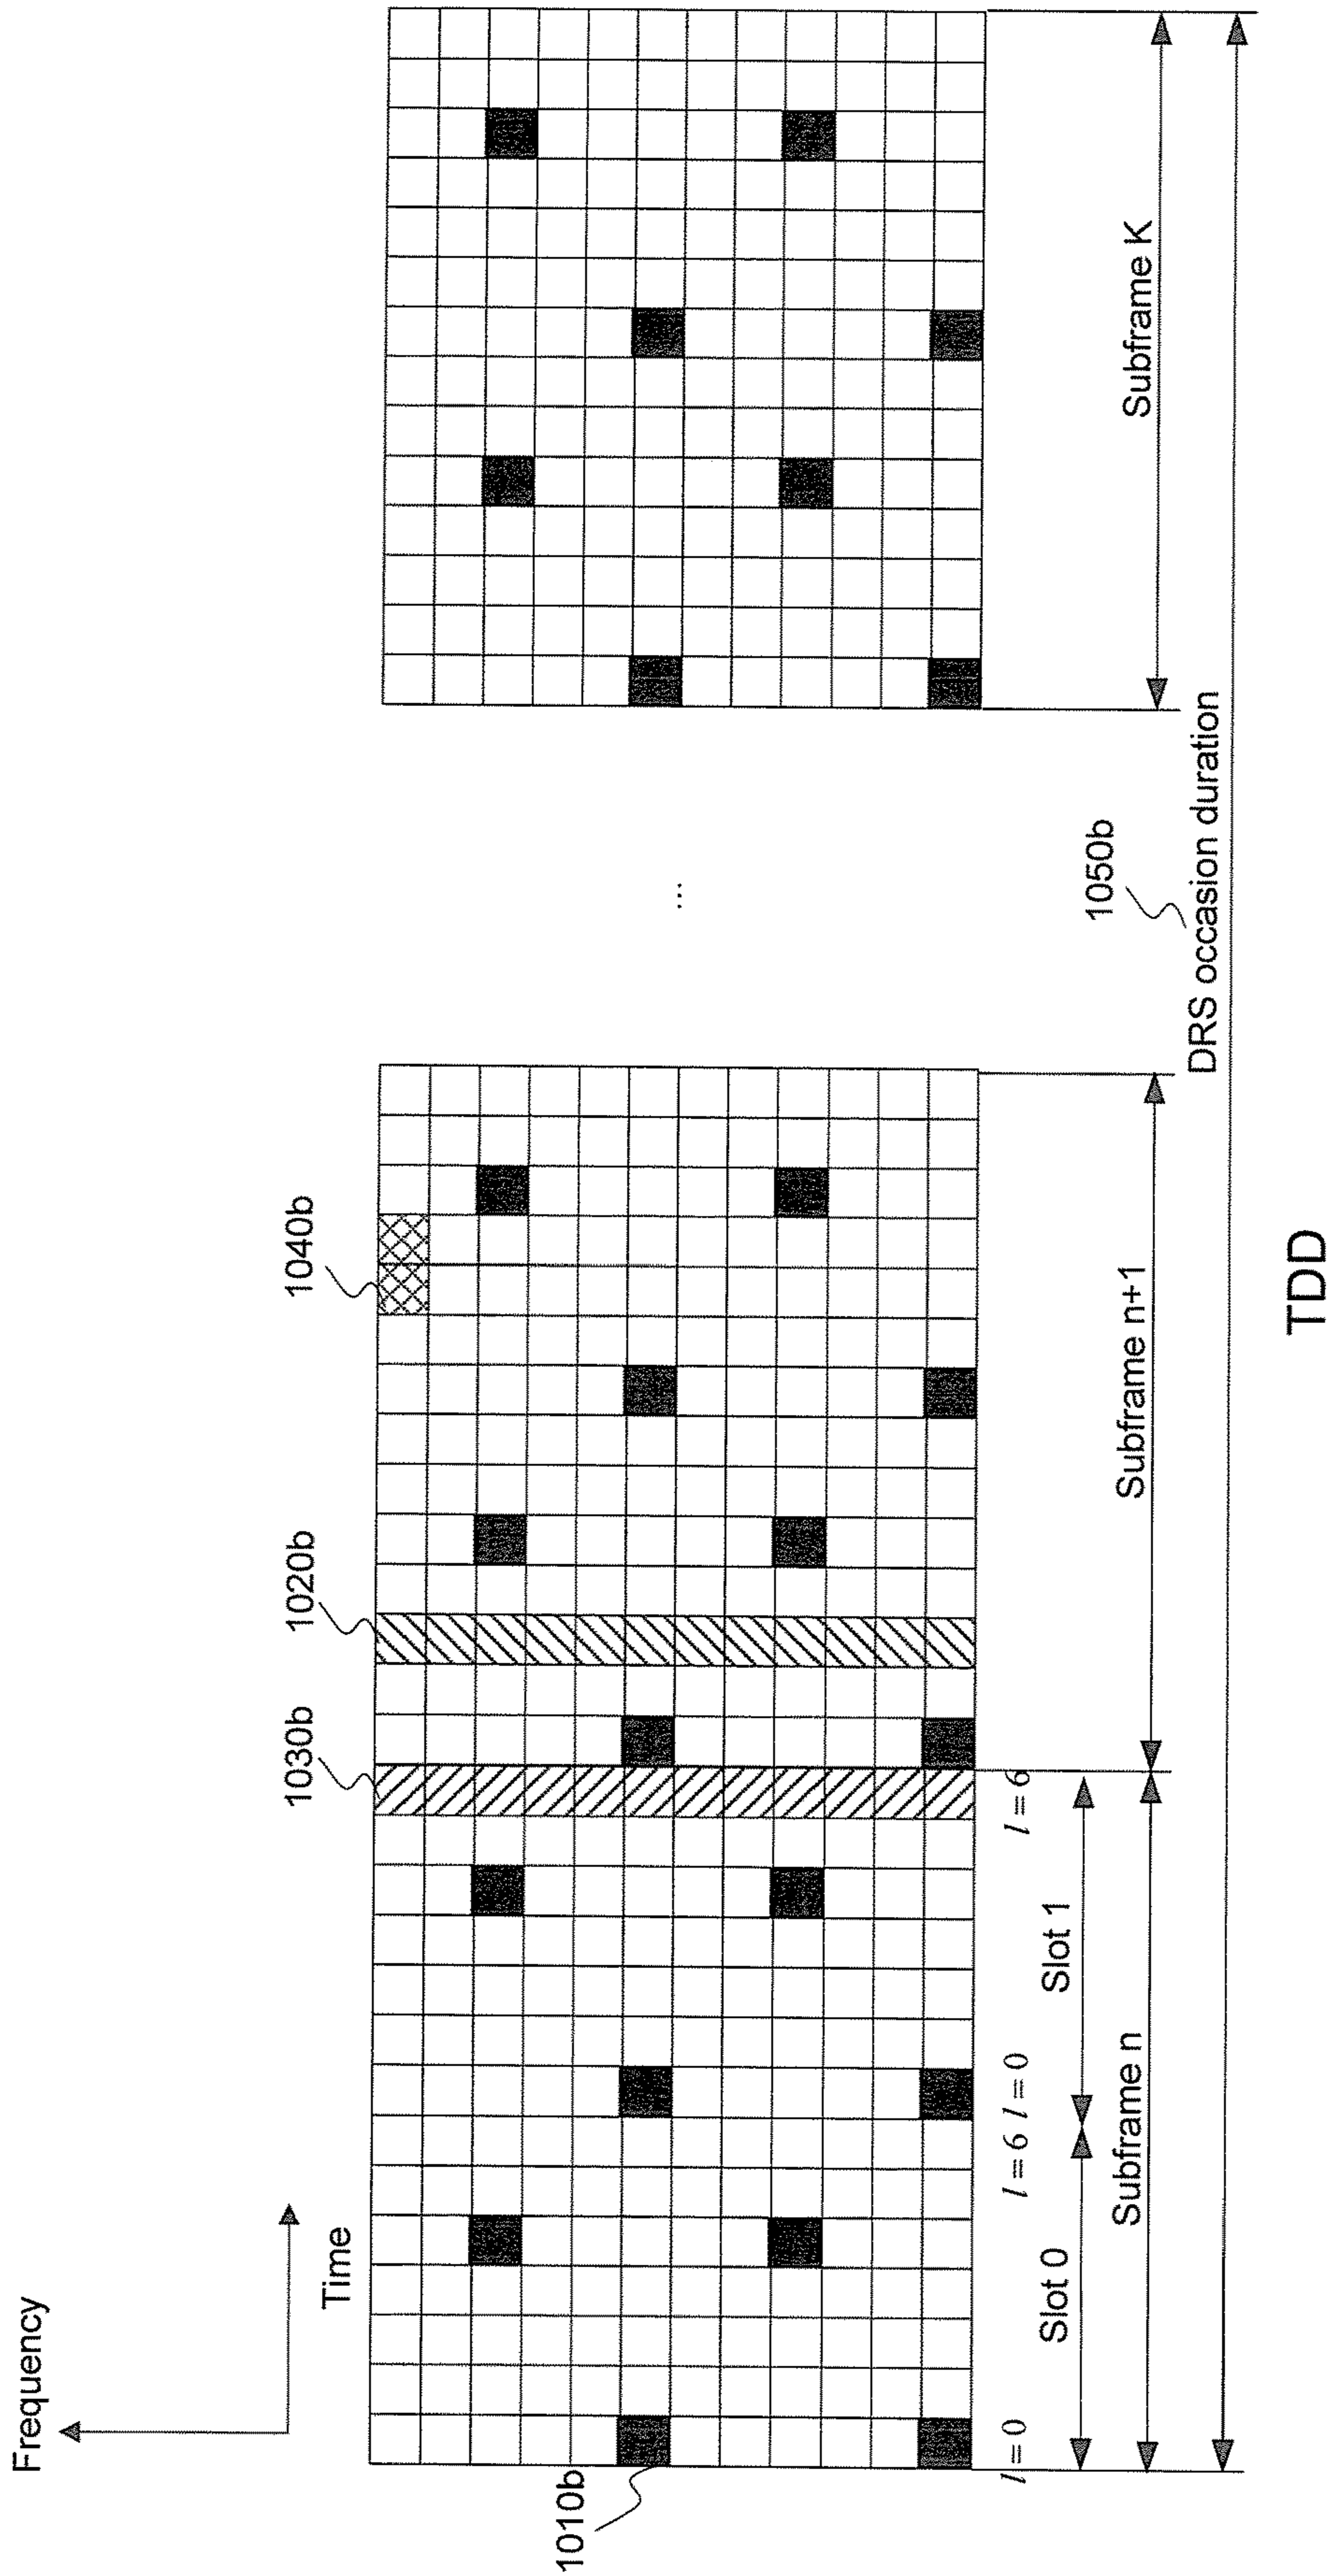 Frequency
Time
1030b
1020b
1040b
1010b
...
l = 0
l = 6
l = 0
l = 6
Slot 0
Slot 1
Subframe n
Subframe n+1
Subframe K
1050b
DRS occasion duration
TDD